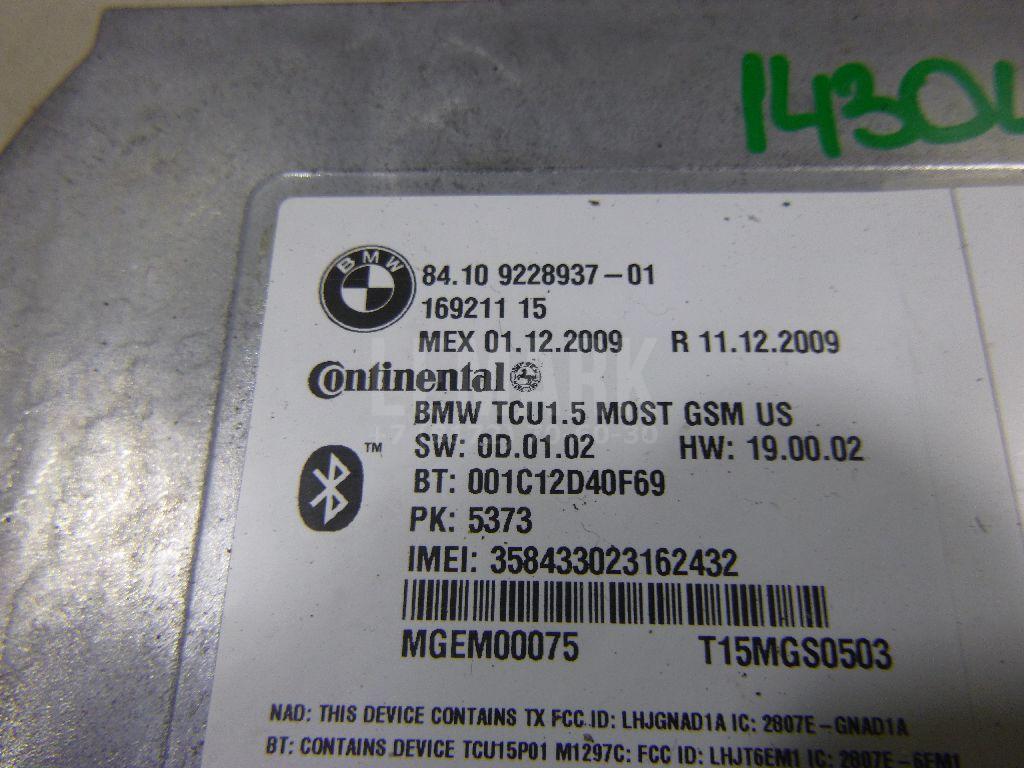 1430
BMW
84.10 9228937-01
169211 15
MEX 01.12.2009 R 11.12.2009
Continental
BMW TCU1.5 MOST GSM US
™
SW: 0D.01.02 HW: 19.00.02
BT: 001C12D40F69
PK: 5373
IMEI: 358433023162432
MGEM00075 T15MGS0503
NAD: THIS DEVICE CONTAINS TX FCC ID: LHJGNAD1A IC: 2807E-GNAD1A
BT: CONTAINS DEVICE TCU15P01 M1297C: FCC ID: LHJT6EM1 IC: 2807E-6EM1